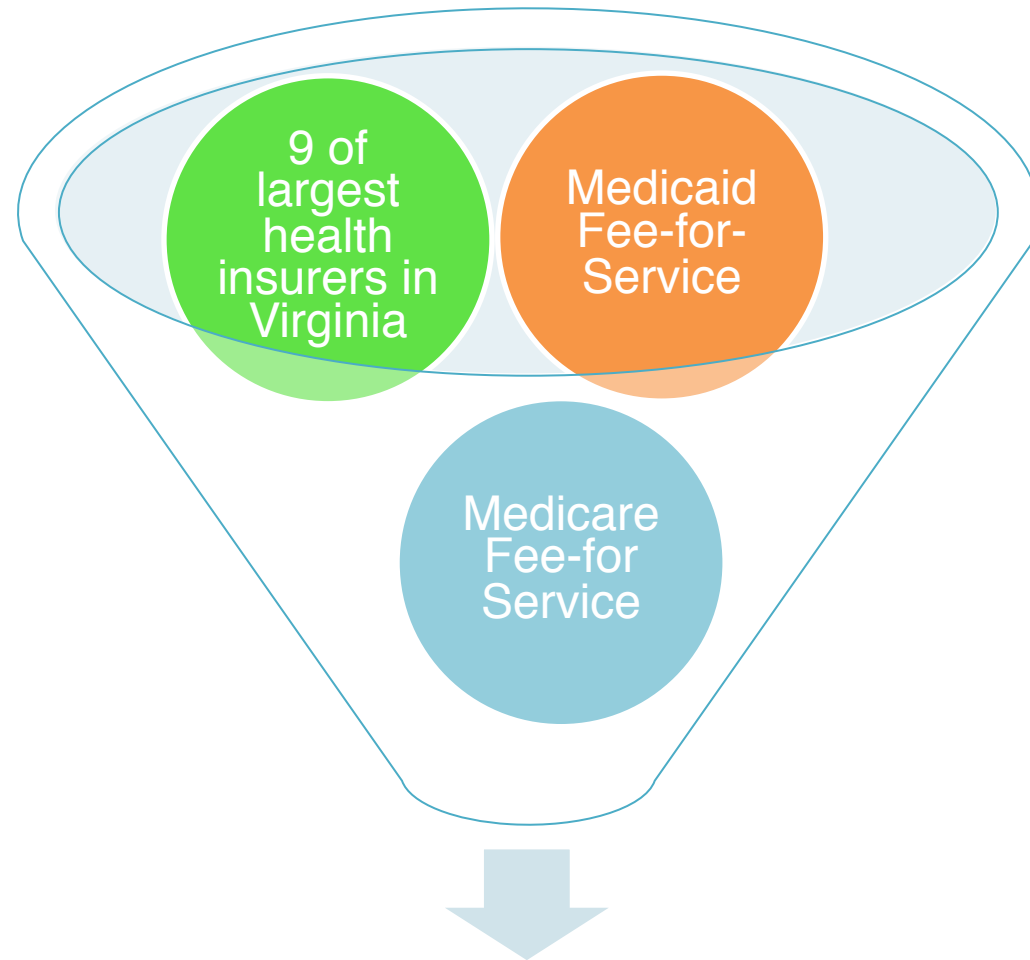 9 of
largest
health
insurers in
Virginia
Medicaid
Fee-for-
Service
Medicare
Fee-for
Service